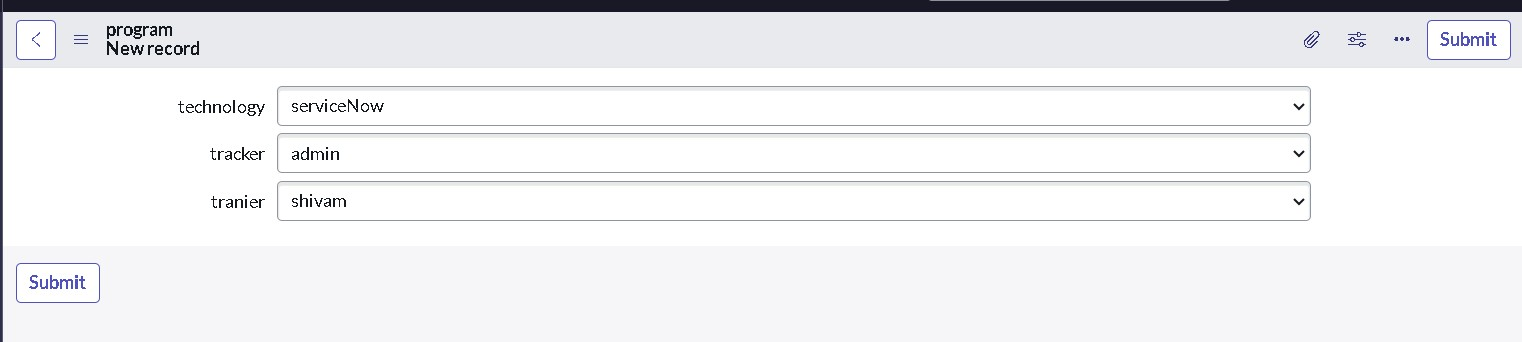 program
New record
Submit
technology serviceNow
tracker admin
tranier shivam
Submit